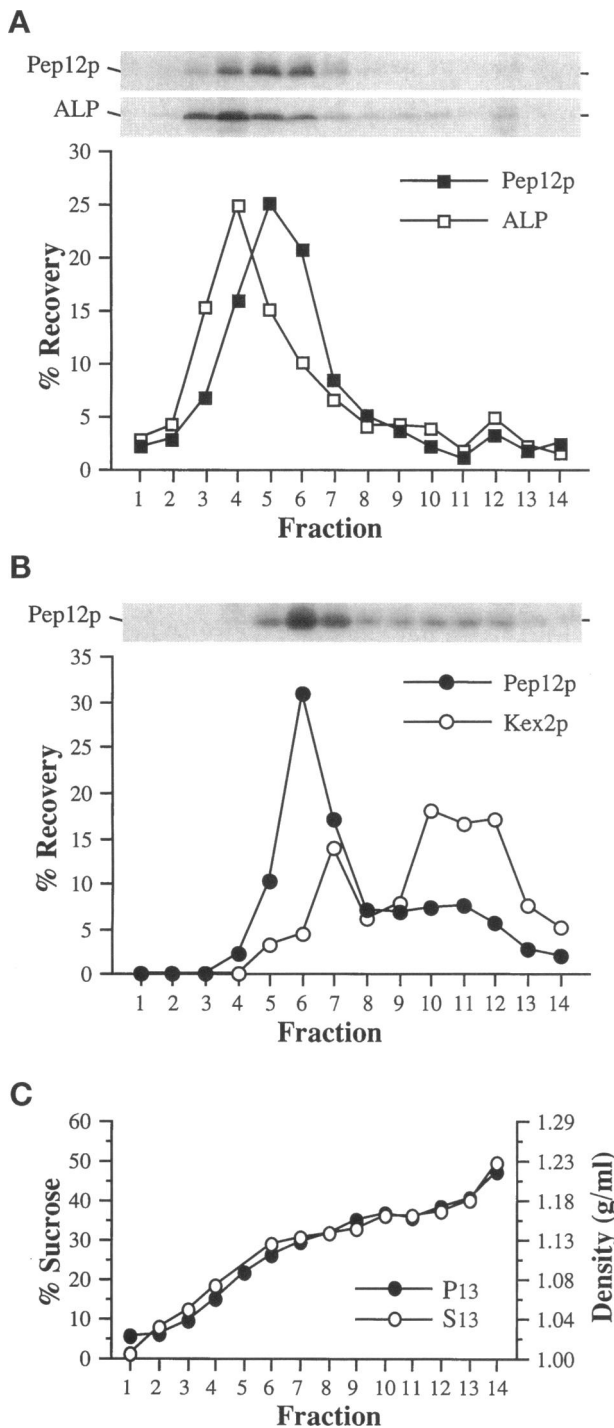 A
Pep12p
ALP
30
25
20
15
10
5
0
% Recovery
Pep12p
ALP
1 2 3 4 5 6 7 8 9 10 11 12 13 14
Fraction
B
Pep12p
35
30
25
20
15
10
5
0
% Recovery
Pep12p
Kex2p
1 2 3 4 5 6 7 8 9 10 11 12 13 14
Fraction
C
60
50
40
30
20
10
0
% Sucrose
P13
S13
1.29
1.23
1.18
1.13
1.08
1.04
1.00
Density (g/ml)
1 2 3 4 5 6 7 8 9 10 11 12 13 14
Fraction